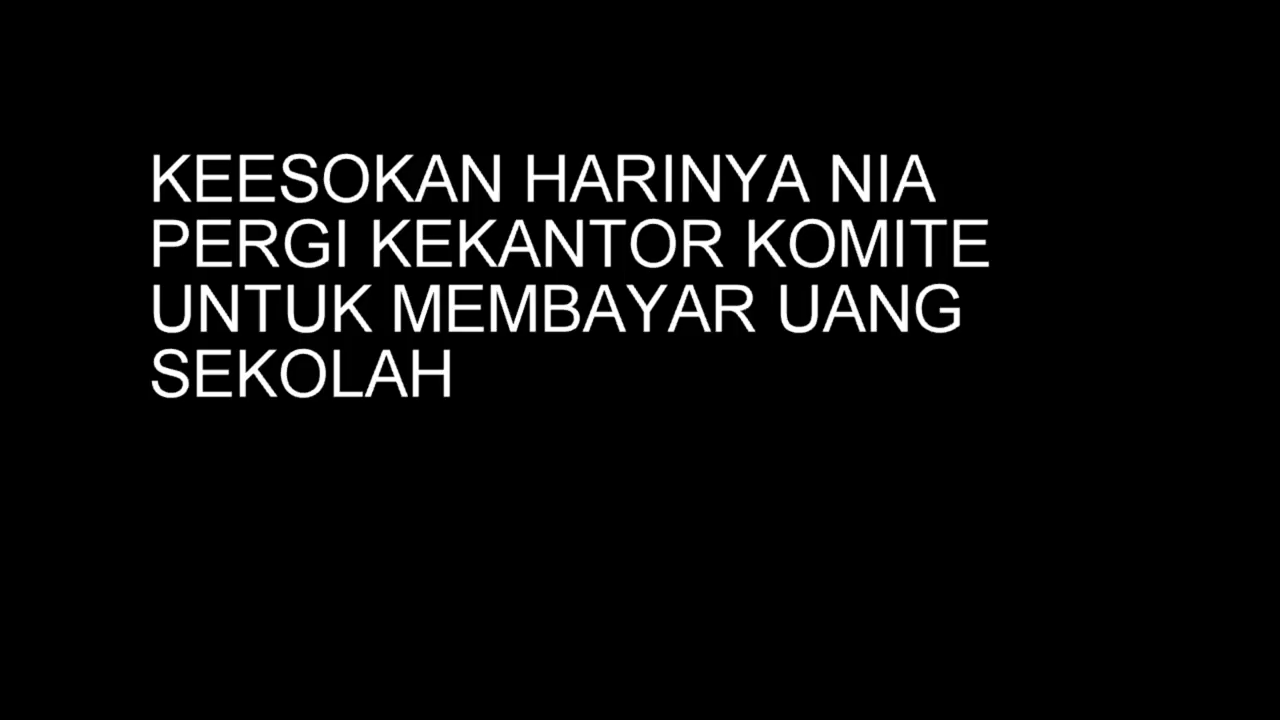 KEESOKAN HARINYA NIA
PERGI KEKANTOR KOMITE
UNTUK MEMBAYAR UANG
SEKOLAH